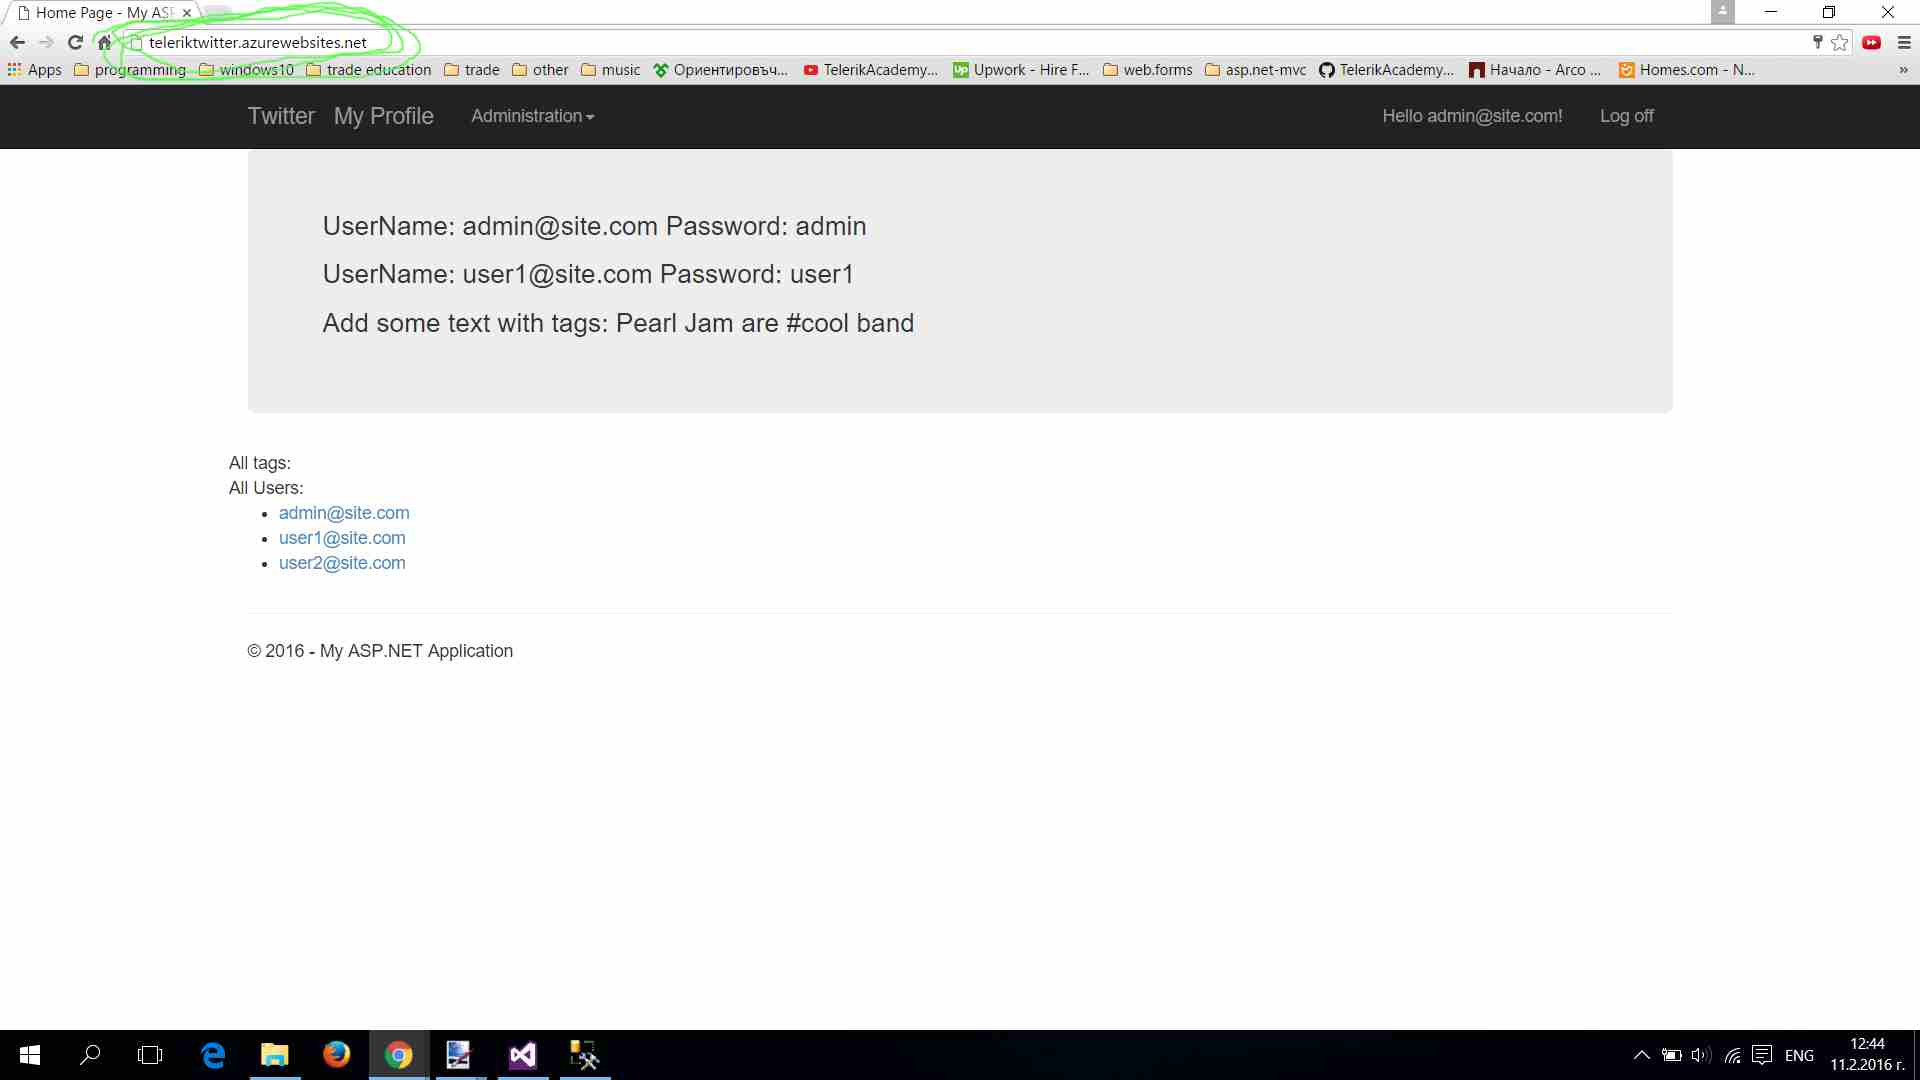 Home Page - My ASP
teleriktwitter.azurewebsites.net
Apps programming windows10 trade education trade other music Ориентировъч... TelerikAcademy... Upwork - Hire F... web.forms asp.net-mvc TelerikAcademy... Начало - Arco ... Homes.com - N... »
Twitter My Profile Administration Hello admin@site.com! Log off
UserName: admin@site.com Password: admin
UserName: user1@site.com Password: user1
Add some text with tags: Pearl Jam are #cool band
All tags:
All Users:
admin@site.com
user1@site.com
user2@site.com
© 2016 - My ASP.NET Application
ENG
12:44
11.2.2016 г.